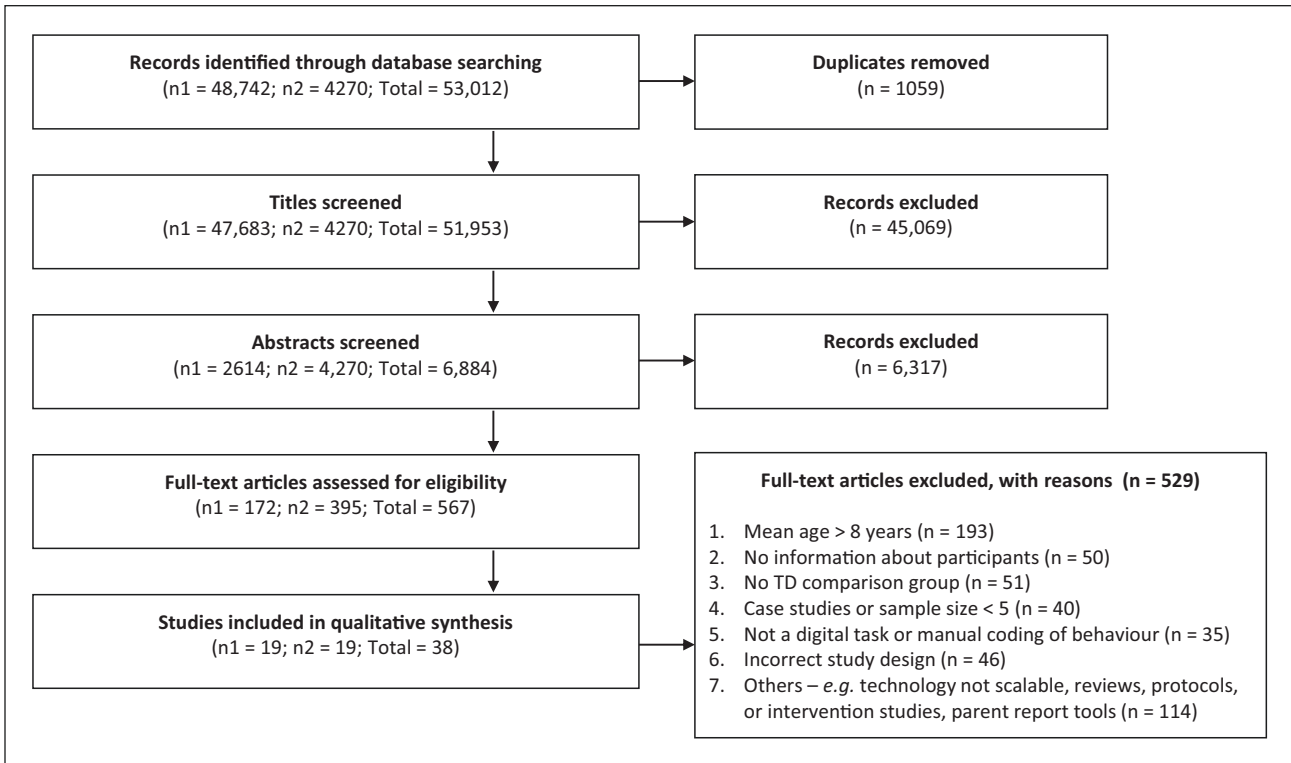 Records identified through database searching
(n1 = 48,742; n2 = 4270; Total = 53,012)
Duplicates removed
(n = 1059)
Titles screened
(n1 = 47,683; n2 = 4270; Total = 51,953)
Records excluded
(n = 45,069)
Abstracts screened
(n1 = 2614; n2 = 4,270; Total = 6,884)
Records excluded
(n = 6,317)
Full-text articles assessed for eligibility
(n1 = 172; n2 = 395; Total = 567)
Studies included in qualitative synthesis
(n1 = 19; n2 = 19; Total = 38)
Full-text articles excluded, with reasons (n = 529)
1. Mean age > 8 years (n = 193)
2. No information about participants (n = 50)
3. No TD comparison group (n = 51)
4. Case studies or sample size < 5 (n = 40)
5. Not a digital task or manual coding of behaviour (n = 35)
6. Incorrect study design (n = 46)
7. Others – e.g. technology not scalable, reviews, protocols,
or intervention studies, parent report tools (n = 114)